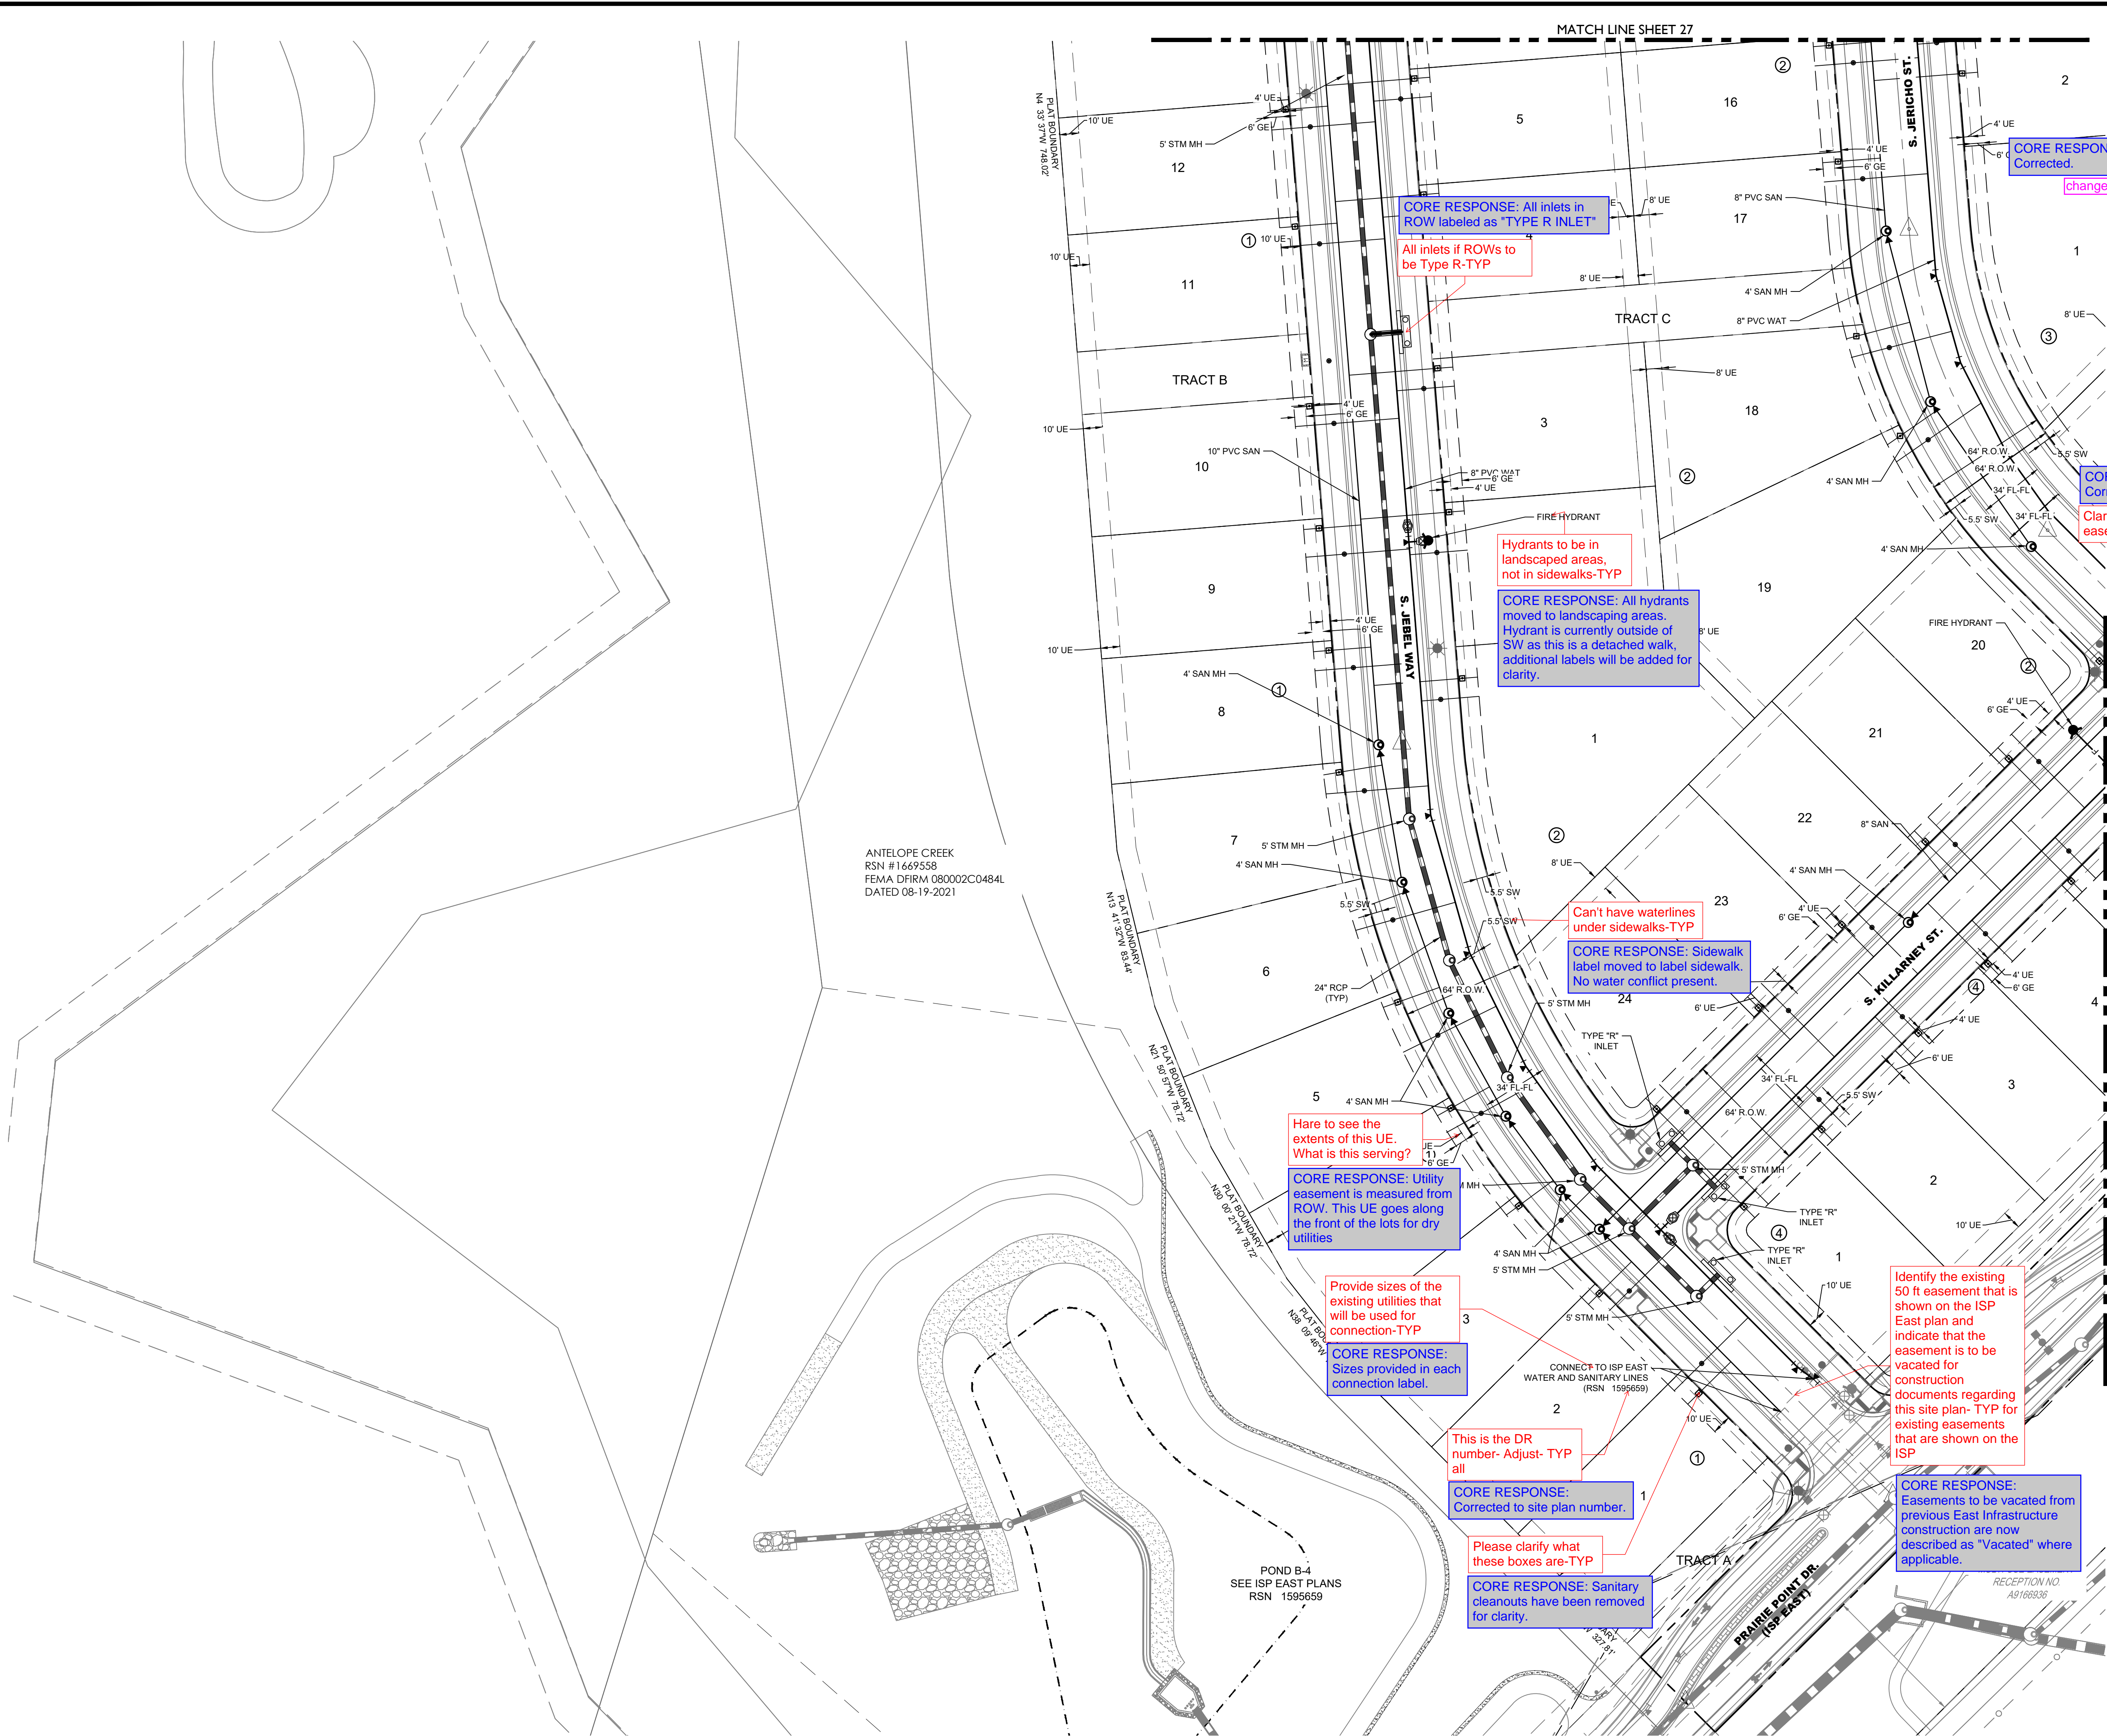 MATCH LINE SHEET 27
PLAT BOUNDARY
N4 33' 37"W 748.02'
10' UE
12
4' UE
6' GE
5' STM MH
5
16
2
S. JERICHO ST.
2
4' UE
4' UE
6' GE
CORE RESPON
Corrected.
change
8" PVC SAN
17
1
CORE RESPONSE: All inlets in
ROW labeled as "TYPE R INLET"
8' UE
4
All inlets if ROWs to
be Type R-TYP
1
10' UE
10' UE
11
8' UE
4' SAN MH
TRACT C
8" PVC WAT
8' UE
3
TRACT B
8' UE
4' UE
6' GE
10' UE
3
18
10
10" PVC SAN
8" PVC WAT
6' GE
4' UE
2
64' R.O.W.
64' R.O.W.
5.5' SW
34' FL-FL
4' SAN MH
5.5' SW
34' FL-FL
COR
Corr
Clar
ease
FIRE HYDRANT
Hydrants to be in
landscaped areas,
not in sidewalks-TYP
4' SAN MH
9
19
CORE RESPONSE: All hydrants
moved to landscaping areas.
Hydrant is currently outside of
SW as this is a detached walk,
additional labels will be added for
clarity.
8' UE
S. JEBEL WAY
4' UE
6' GE
10' UE
FIRE HYDRANT
20
2
4' SAN MH
1
8
4' UE
6' GE
1
21
22
8" SAN
2
7
5' STM MH
4' SAN MH
8' UE
4' SAN MH
ANTELOPE CREEK
RSN #1669558
FEMA DFIRM 080002C0484L
DATED 08-19-2021
PLAT BOUNDARY
N13 41'32"W 83.44'
5.5' SW
5.5' SW
5.5' SW
Can't have waterlines
under sidewalks-TYP
23
4' UE
6' GE
S. KILLARNEY ST.
CORE RESPONSE: Sidewalk
label moved to label sidewalk.
No water conflict present.
6
24" RCP
(TYP)
64' R.O.W.
5' STM MH
24
6' UE
4' UE
6' GE
4
4
4' UE
TYPE "R"
INLET
6' UE
PLAT BOUNDARY
N21 50' 57"W 78.72'
34' FL-FL
34' FL-FL
3
5
4' SAN MH
64' R.O.W.
5.5' SW
Hare to see the
extents of this UE.
What is this serving?
UE
6' GE
5' STM MH
2
CORE RESPONSE: Utility
easement is measured from
ROW. This UE goes along
the front of the lots for dry
utilities
MH
PLAT BOUNDARY
N30 00' 21"W 78.72'
TYPE "R"
INLET
10' UE
4
4' SAN MH
5' STM MH
TYPE "R"
INLET
1
10' UE
Provide sizes of the
existing utilities that
will be used for
connection-TYP
3
5' STM MH
N38 09' 46"W
CORE RESPONSE:
Sizes provided in each
connection label.
CONNECT TO ISP EAST
WATER AND SANITARY LINES
(RSN 1595659)
Identify the existing
50 ft easement that is
shown on the ISP
East plan and
indicate that the
easement is to be
vacated for
construction
documents regarding
this site plan- TYP for
existing easements
that are shown on the
ISP
2
10' UE
This is the DR
number- Adjust- TYP
all
1
CORE RESPONSE:
Corrected to site plan number.
1
CORE RESPONSE:
Easements to be vacated from
previous East Infrastructure
construction are now
described as "Vacated" where
applicable.
Please clarify what
these boxes are-TYP
TRACT A
CORE RESPONSE: Sanitary
cleanouts have been removed
for clarity.
POND B-4
SEE ISP EAST PLANS
RSN 1595659
327.81'
PRAIRIE POINT DR.
(ISP EAST)
RECEPTION NO.
A9166936